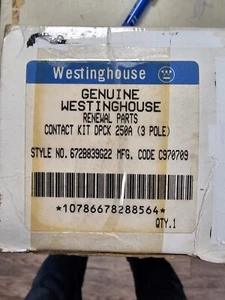 Westinghouse
GENUINE
WESTINGHOUSE
RENEWAL PARTS
CONTACT KIT DPCK 250A (3 POLE)
STYLE NO. 672B839G22 MFG. CODE C970709
*10786678288564*
QTY.1